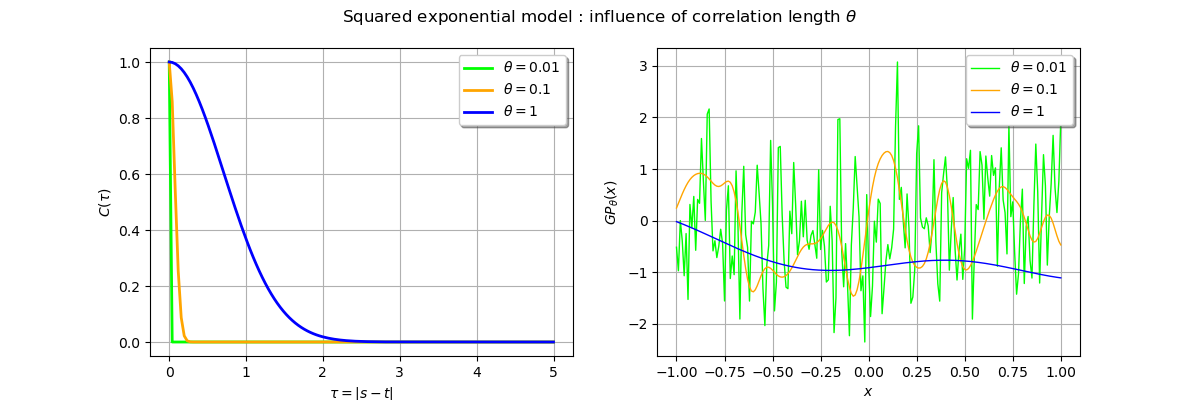 Squared exponential model : influence of correlation length θ
C(τ)
1.0
0.8
0.6
0.4
0.2
0.0
θ = 0.01
θ = 0.1
θ = 1
0 1 2 3 4 5
τ = |s − t|
GPθ(x)
3
2
1
0
−1
−2
θ = 0.01
θ = 0.1
θ = 1
−1.00 −0.75 −0.50 −0.25 0.00 0.25 0.50 0.75 1.00
x